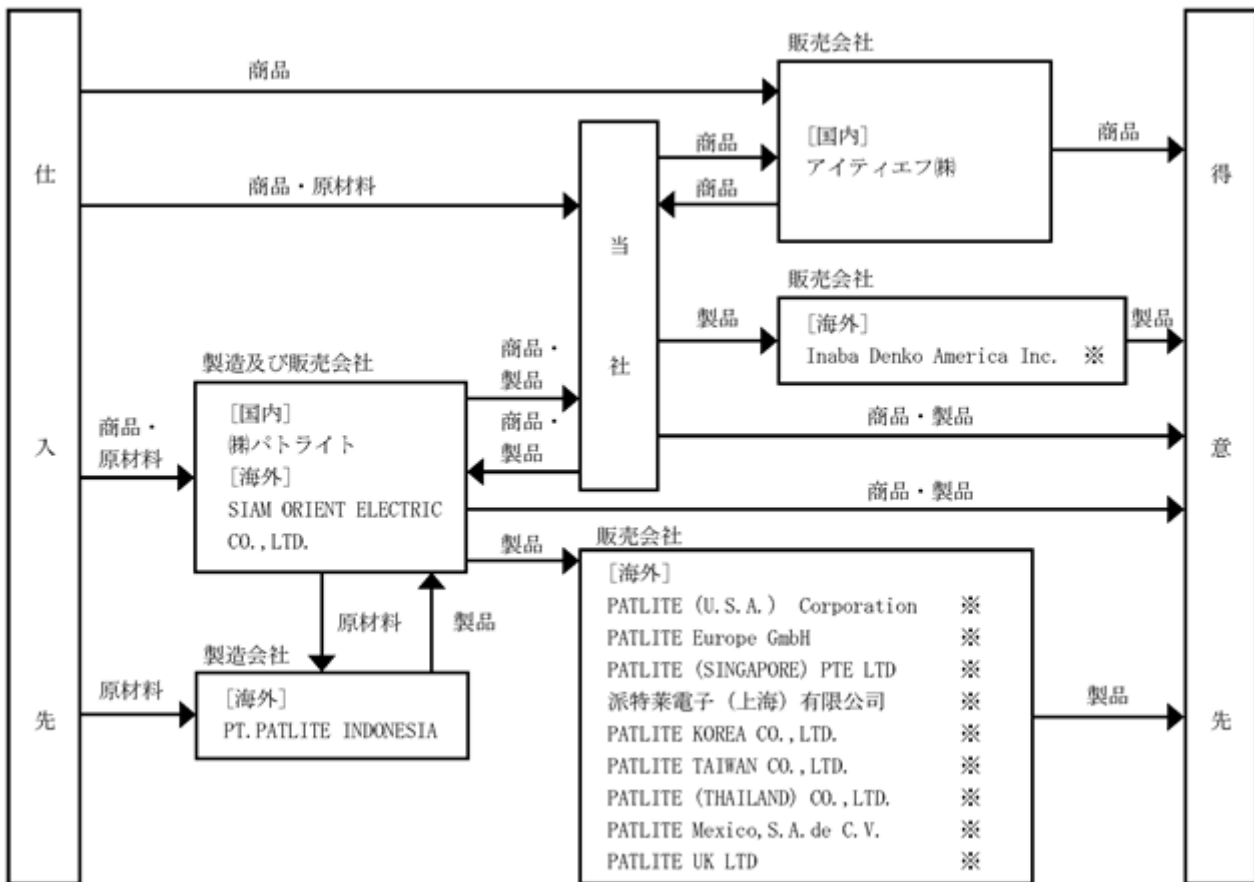 仕入先
商品
商品・原材料
商品・
原材料
原材料
製造及び販売会社
[国内]
㈱パトライト
[海外]
SIAM ORIENT ELECTRIC
CO.,LTD.
商品・
製品
商品・
製品
製品
原材料
製品
製造会社
[海外]
PT.PATLITE INDONESIA
当社
商品
商品
製品
販売会社
[国内]
アイティエフ㈱
商品
販売会社
[海外]
Inaba Denko America Inc. ※
製品
商品・製品
商品・製品
販売会社
[海外]
PATLITE (U.S.A.) Corporation ※
PATLITE Europe GmbH ※
PATLITE (SINGAPORE) PTE LTD ※
派特莱電子 (上海) 有限公司 ※
PATLITE KOREA CO.,LTD. ※
PATLITE TAIWAN CO.,LTD. ※
PATLITE (THAILAND) CO.,LTD. ※
PATLITE Mexico,S.A.de C.V. ※
PATLITE UK LTD ※
製品
得意先